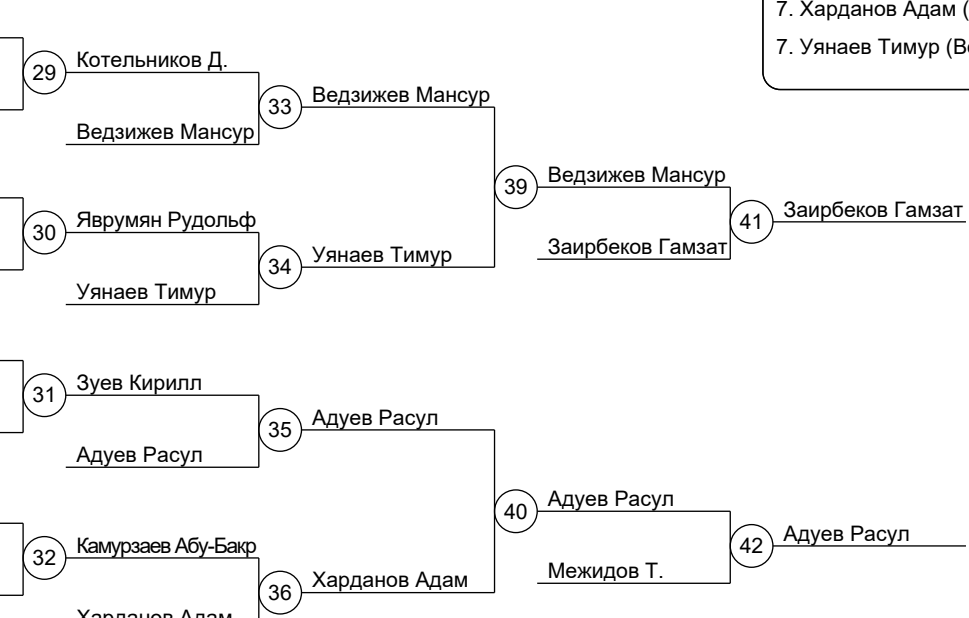 7. Харданов Адам (
7. Уянаев Тимур (В
29
Котельников Д.
33
Ведзижев Мансур
Ведзижев Мансур
39
Ведзижев Мансур
41
Заирбеков Гамзат
30
Яврумян Рудольф
34
Уянаев Тимур
Заирбеков Гамзат
Уянаев Тимур
31
Зуев Кирилл
35
Адуев Расул
Адуев Расул
40
Адуев Расул
42
Адуев Расул
32
Камурзаев Абу-Бакр
36
Харданов Адам
Межидов Т.
Харданов Адам